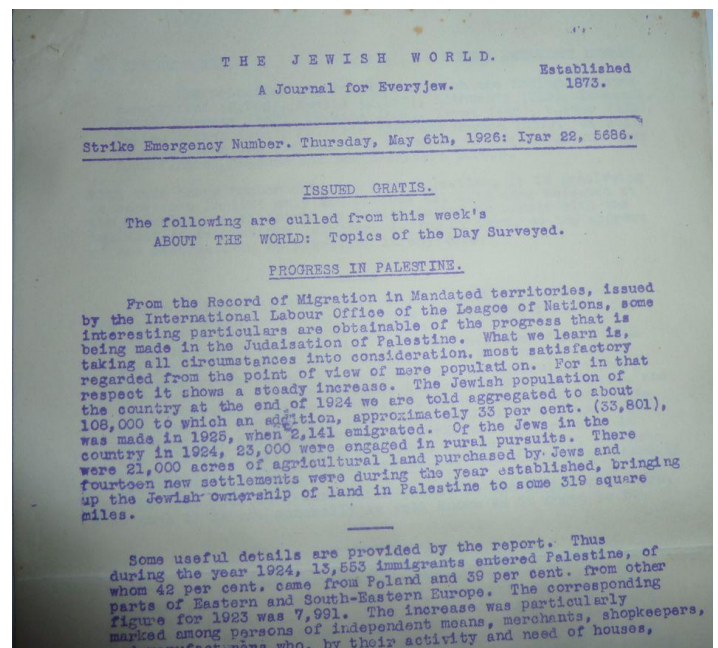 THE JEWISH WORLD.
Established
A Journal for Everyjew. 1873.
Strike Emergency Number. Thursday, May 6th, 1926: Iyar 22, 5686.
ISSUED GRATIS.
The following are culled from this week's
ABOUT THE WORLD: Topics of the Day Surveyed.
PROGRESS IN PALESTINE.
From the Record of Migration in Mandated territories, issued
by the International Labour Office of the Leagoe of Nations, some
interesting particulars are obtainable of the progress that is
being made in the Judaisation of Palestine. What we learn is,
taking all circumstances into consideration, most satisfactory
regarded from the point of view of mere population. For in that
respect it shows a steady increase. The Jewish population of
the country at the end of 1924 we are told aggregated to about
108,000 to which an addition, approximately 33 per cent. (33,801),
was made in 1925, when 2,141 emigrated. Of the Jews in the
country in 1924, 23,000 were engaged in rural pursuits. There
were 21,000 acres of agricultural land purchased by Jews and
fourteen new settlements were during the year established, bringing
up the Jewish ownership of land in Palestine to some 319 square
miles.
Some useful details are provided by the report. Thus
during the year 1924, 13,553 immigrants entered Palestine, of
whom 42 per cent. came from Poland and 39 per cent. from other
parts of Eastern and South-Eastern Europe. The corresponding
figure for 1923 was 7,991. The increase was particularly
marked among persons of independent means, merchants, shopkeepers,
who, by their activity and need of houses,